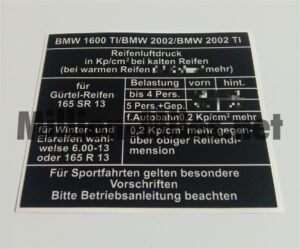 BMW 1600 TI/BMW 2002/BMW 2002 TI
Reifenluftdruck
in Kp/cm² bei kalten Reifen
(bei warmen Reifen mehr)
für
Gürtel-Reifen
165 SR 13
Belastung vorn hint.
bis 4 Pers.
5 Pers.+Gep.
f.Autobahn 0,2 Kp/cm² mehr
für Winter- und
Eisreifen wahl-
weise 6.00-13
oder 165 R 13
0,2 Kp/cm² mehr gegen-
über obiger Reifendi-
mension
Für Sportfahrten gelten besondere
Vorschriften
Bitte Betriebsanleitung beachten